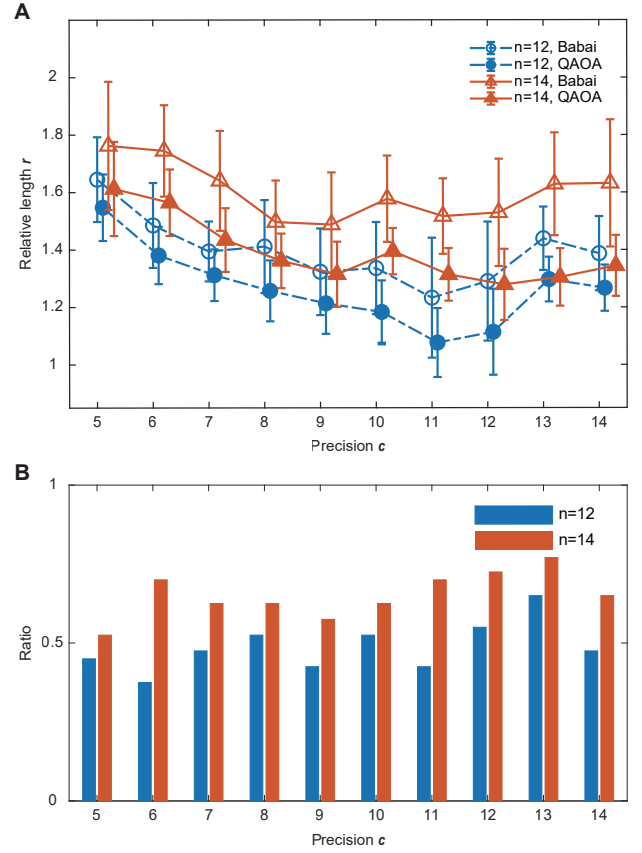 A
n=12, Babai
n=12, QAOA
n=14, Babai
n=14, QAOA
2
1.8
1.6
1.4
1.2
1
Relative length r
5 6 7 8 9 10 11 12 13 14
Precision c
B
n=12
n=14
1
0.5
0
Ratio
5 6 7 8 9 10 11 12 13 14
Precision c